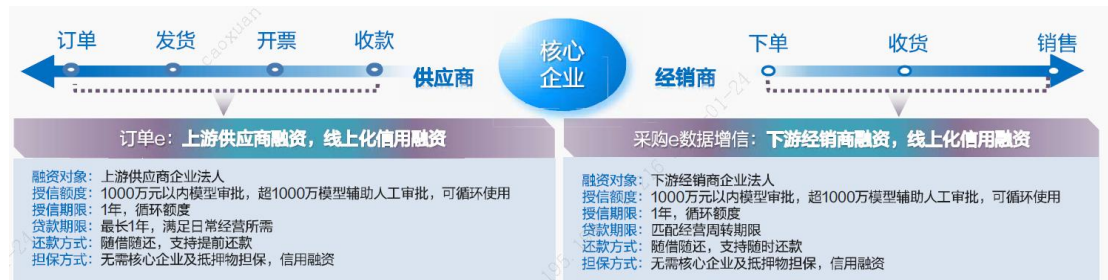 订单 发货 开票 收款
核心
企业
下单 收货 销售
供应商
经销商
订单e：上游供应商融资，线上化信用融资
融资对象：上游供应商企业法人
授信额度：1000万元以内模型审批，超1000万模型辅助人工审批，可循环使用
授信期限：1年，循环额度
贷款期限：最长1年，满足日常经营所需
还款方式：随借随还，支持提前还款
担保方式：无需核心企业及抵押物担保，信用融资
采购e数据增信：下游经销商融资，线上化信用融资
融资对象：下游经销商企业法人
授信额度：1000万元以内模型审批，超1000万模型辅助人工审批，可循环使用
授信期限：1年，循环额度
贷款期限：匹配经营周转期限
还款方式：随借随还，支持随时还款
担保方式：无需核心企业及抵押物担保，信用融资
caoxuan